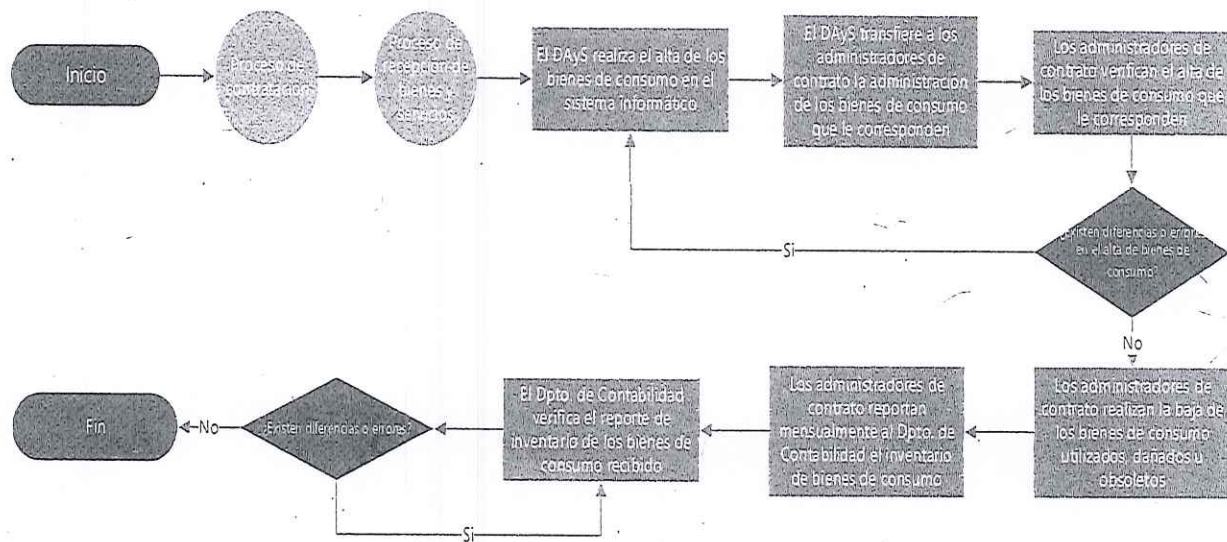 Inicio
Proceso de
contratación
Proceso de
recepción de
bienes y
servicios
El DAyS realiza el alta de los
bienes de consumo en el
sistema informático
El DAyS transfiere a los
administradores de
contrato la administración
de los bienes de consumo
que le corresponden
Los administradores de
contrato verifican el alta de
los bienes de consumo que
le corresponden
¿Existen diferencias o errores
en el alta de bienes de
consumo?
Si
No
Los administradores de
contrato realizan la baja de
los bienes de consumo
utilizados, dañados u
obsoletos
Los administradores de
contrato reportan
mensualmente al Dpto. de
Contabilidad el inventario
de bienes de consumo
El Dpto. de Contabilidad
verifica el reporte de
inventario de los bienes de
consumo recibido
¿Existen diferencias o errores?
Si
No
Fin